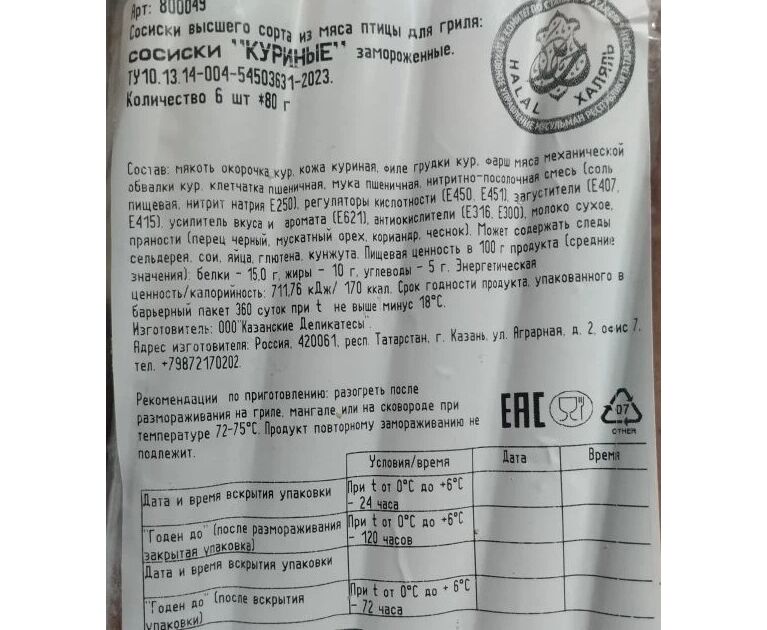 Арт: 800049
Сосиски высшего сорта из мяса птицы для гриля:
сосиски "КУРИНЫЕ" замороженные.
ТУ10.13.14-004-54503631-2023.
Количество 6 шт *80 г
HALAL ХАЛЯЛЬ
Состав: мякоть окорочка кур, кожа куриная, филе грудки кур, фарш мяса механической
обвалки кур, клетчатка пшеничная, мука пшеничная, нитритно-посолочная смесь (соль
пищевая, нитрит натрия Е250), регуляторы кислотности (Е450, Е451), загустители (Е407,
Е415), усилитель вкуса и аромата (Е621), антиокислители (Е316, Е300), молоко сухое,
пряности (перец черный, мускатный орех, кориандр, чеснок). Может содержать следы
сельдерея, сои, яйца, глютена, кунжута. Пищевая ценность в 100 г продукта (средние
значения): белки - 15,0 г, жиры - 10 г, углеводы - 5 г. Энергетическая
ценность/калорийность: 711,76 кДж/ 170 ккал. Срок годности продукта, упакованного в
барьерный пакет 360 суток при t не выше минус 18°С.
Изготовитель: ООО"Казанские Деликатесы".
Адрес изготовителя: Россия, 420061, респ. Татарстан, г. Казань, ул. Аграрная, д. 2, офис 7,
тел. +79872170202.
Рекомендации по приготовлению: разогреть после
размораживания на гриле, мангале или на сковороде при
температуре 72-75°С. Продукт повторному замораживанию не
подлежит.
EAC
07
OTHER
Условия/время Дата Время
Дата и время вскрытия упаковки При t от 0°С до +6°С
- 24 часа
"Годен до" (после размораживания При t от 0°С до +6°С
закрытая упаковка) - 120 часов
Дата и время вскрытия упаковки
"Годен до" (после вскрытия При t от 0°С до + 6°С
упаковки) - 72 часа